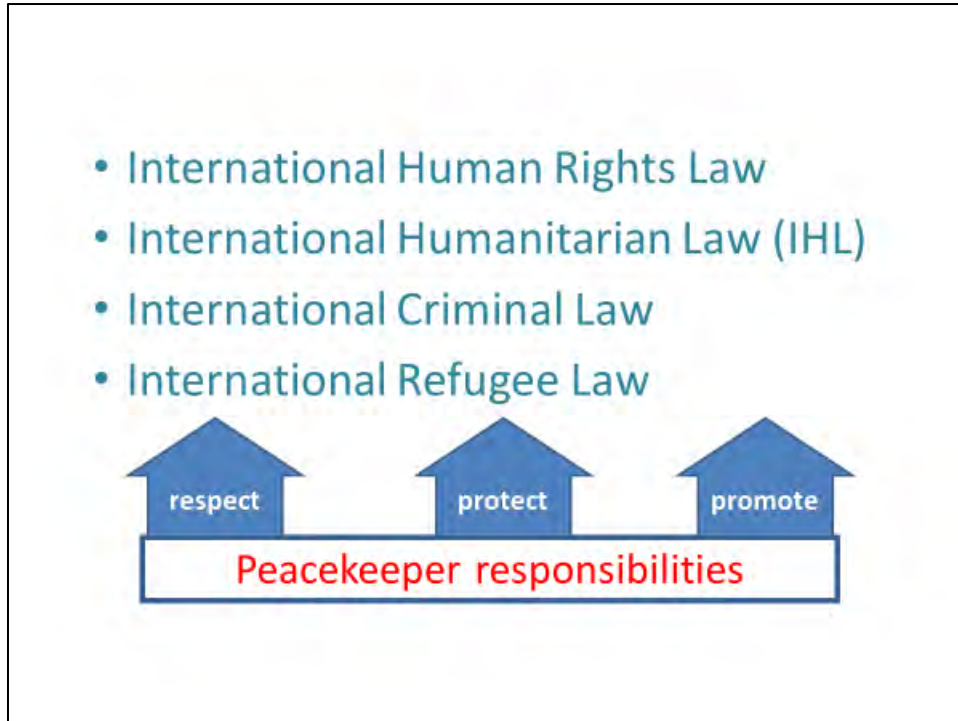 • International Human Rights Law
• International Humanitarian Law (IHL)
• International Criminal Law
• International Refugee Law
respect protect promote
Peacekeeper responsibilities